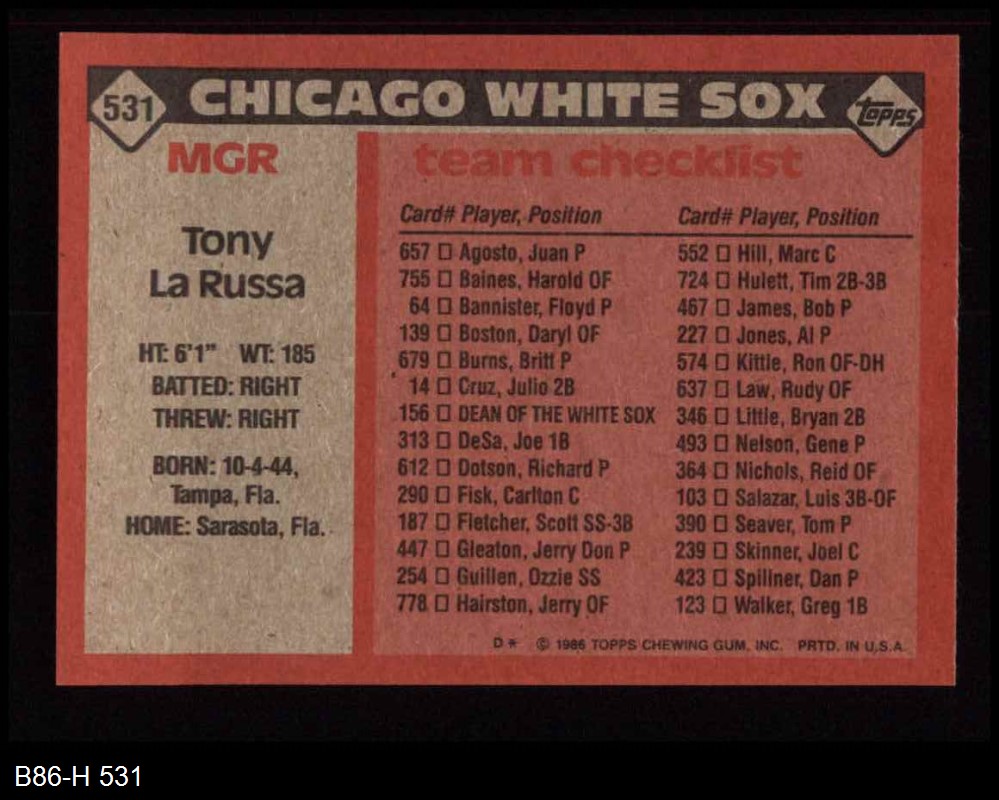 531 CHICAGO WHITE SOX topps
MGR
Tony
La Russa
HT: 6'1" WT: 185
BATTED: RIGHT
THREW: RIGHT
BORN: 10-4-44,
Tampa, Fla.
HOME: Sarasota, Fla.
team checklist
Card# Player, Position
657 □ Agosto, Juan P
755 □ Baines, Harold OF
64 □ Bannister, Floyd P
139 □ Boston, Daryl OF
679 □ Burns, Britt P
14 □ Cruz, Julio 2B
156 □ DEAN OF THE WHITE SOX
313 □ DeSa, Joe 1B
612 □ Dotson, Richard P
290 □ Fisk, Carlton C
187 □ Fletcher, Scott SS-3B
447 □ Gleaton, Jerry Don P
254 □ Guillen, Ozzie SS
778 □ Hairston, Jerry OF
Card# Player, Position
552 □ Hill, Marc C
724 □ Hulett, Tim 2B-3B
467 □ James, Bob P
227 □ Jones, Al P
574 □ Kittle, Ron OF-DH
637 □ Law, Rudy OF
346 □ Little, Bryan 2B
493 □ Nelson, Gene P
364 □ Nichols, Reid OF
103 □ Salazar, Luis 3B-OF
390 □ Seaver, Tom P
239 □ Skinner, Joel C
423 □ Spillner, Dan P
123 □ Walker, Greg 1B
D* © 1986 TOPPS CHEWING GUM, INC. PRTD. IN U.S.A.
B86-H 531